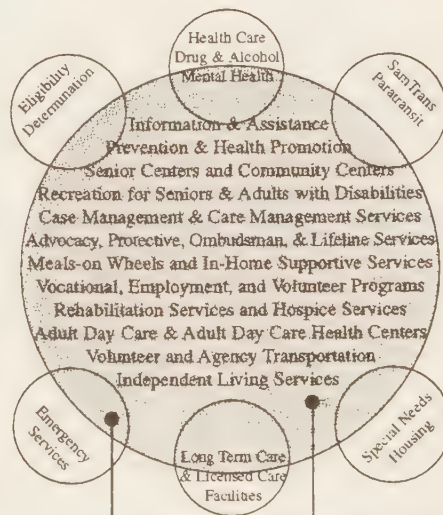 Health Care
Drug & Alcohol
Mental Health
Eligibility
Determination
SamTrans
Paratransit
Information & Assistance
Prevention & Health Promotion
Senior Centers and Community Centers
Recreation for Seniors & Adults with Disabilities
Case Management & Care Management Services
Advocacy, Protective, Ombudsman, & Lifeline Services
Meals-on Wheels and In-Home Supportive Services
Vocational, Employment, and Volunteer Programs
Rehabilitation Services and Hospice Services
Adult Day Care & Adult Day Care Health Centers
Volunteer and Agency Transportation
Independent Living Services
Emergency
Services
Long Term Care
& Licensed Care
Facilities
Special Needs
Housing